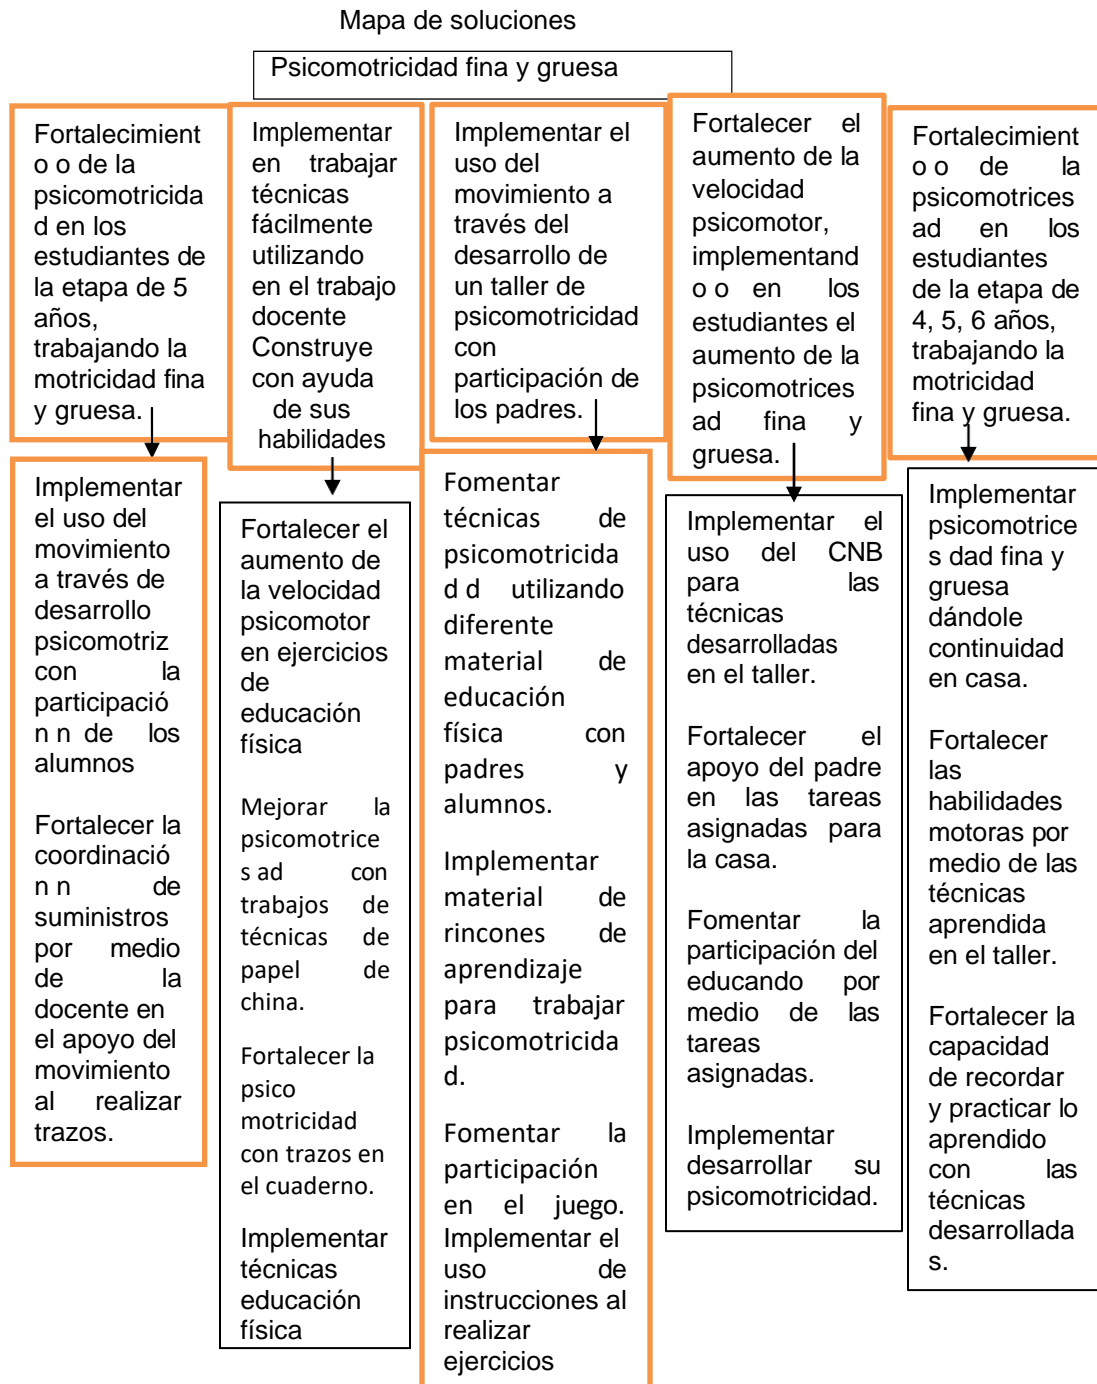 Mapa de soluciones
Psicomotricidad fina y gruesa
Fortalecimient
o o de la
psicomotricida
d en los
estudiantes de
la etapa de 5
años,
trabajando la
motricidad fina
y gruesa.
Implementar
en trabajar
técnicas
fácilmente
utilizando
en el trabajo
docente
Construye
con ayuda
de sus
habilidades
Implementar el
uso del
movimiento a
través del
desarrollo de
un taller de
psicomotricidad
con
participación de
los padres.
Fortalecer el
aumento de la
velocidad
psicomotor,
implementand
o o en los
estudiantes el
aumento de la
psicomotrices
ad fina y
gruesa.
Fortalecimient
o o de la
psicomotrices
ad en los
estudiantes
de la etapa de
4, 5, 6 años,
trabajando la
motricidad
fina y gruesa.
Implementar
el uso del
movimiento
a través de
desarrollo
psicomotriz
con la
participació
n n de los
alumnos
Fortalecer la
coordinació
n n de
suministros
por medio
de la
docente en
el apoyo del
movimiento
al realizar
trazos.
Fortalecer el
aumento de
la velocidad
psicomotor
en ejercicios
de
educación
física
Mejorar la
psicomotrice
s ad con
trabajos de
técnicas de
papel de
china.
Fortalecer la
psico
motricidad
con trazos en
el cuaderno.
Implementar
técnicas
educación
física
Fomentar
técnicas de
psicomotricida
d d utilizando
diferente
material de
educación
física con
padres y
alumnos.
Implementar
material de
rincones de
aprendizaje
para trabajar
psicomotricida
d.
Fomentar la
participación
en el juego.
Implementar el
uso de
instrucciones al
realizar
ejercicios
Implementar el
uso del CNB
para las
técnicas
desarrolladas
en el taller.
Fortalecer el
apoyo del padre
en las tareas
asignadas para
la casa.
Fomentar la
participación del
educando por
medio de las
tareas
asignadas.
Implementar
desarrollar su
psicomotricidad.
Implementar
psicomotrice
s dad fina y
gruesa
dándole
continuidad
en casa.
Fortalecer
las
habilidades
motoras por
medio de las
técnicas
aprendida
en el taller.
Fortalecer la
capacidad
de recordar
y practicar lo
aprendido
con las
técnicas
desarrollada
s.